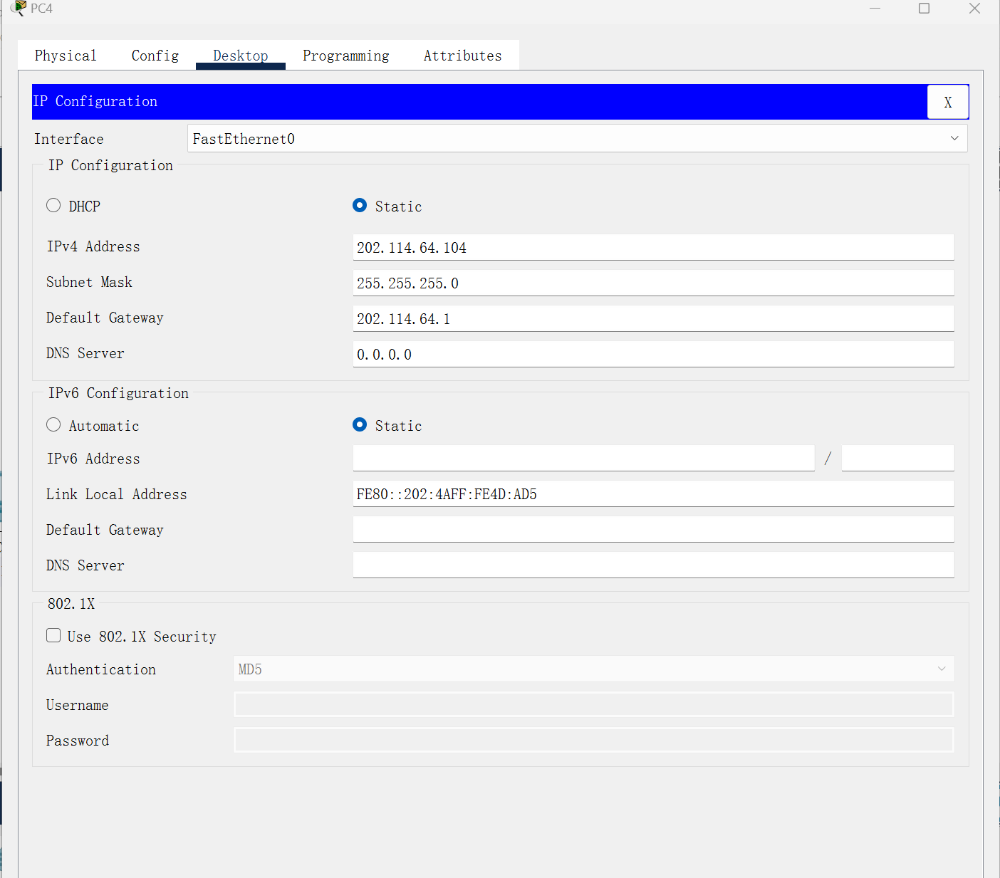 PC4
Physical Config Desktop Programming Attributes
IP Configuration X
Interface FastEthernet0
IP Configuration
DHCP Static
IPv4 Address 202.114.64.104
Subnet Mask 255.255.255.0
Default Gateway 202.114.64.1
DNS Server 0.0.0.0
IPv6 Configuration
Automatic Static
IPv6 Address /
Link Local Address FE80::202:4AFF:FE4D:AD5
Default Gateway
DNS Server
802.1X
Use 802.1X Security
Authentication MD5
Username
Password